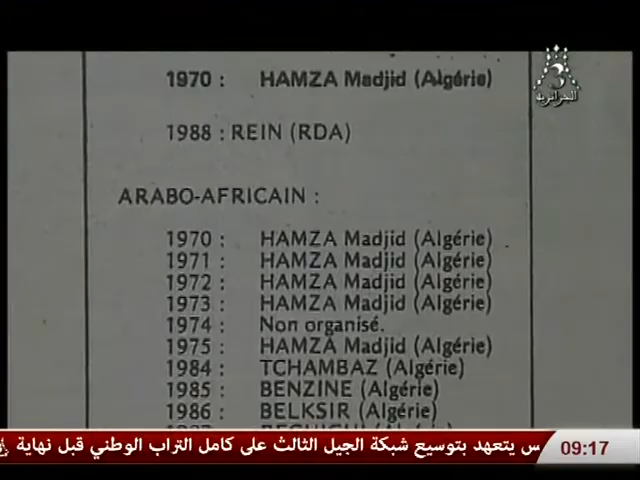 1970 : HAMZA Madjid (Algérie)
3
الجزائرية
1988 : REIN (RDA)
ARABO-AFRICAIN :
1970 : HAMZA Madjid (Algérie)
1971 : HAMZA Madjid (Algérie)
1972 : HAMZA Madjid (Algérie)
1973 : HAMZA Madjid (Algérie)
1974 : Non organisé.
1975 : HAMZA Madjid (Algérie)
1984 : TCHAMBAZ (Algérie)
1985 : BENZINE (Algérie)
1986 : BELKSIR (Algérie)
س يتعهد بتوسيع شبكة الجيل الثالث على كامل التراب الوطني قبل نهاية
09:17